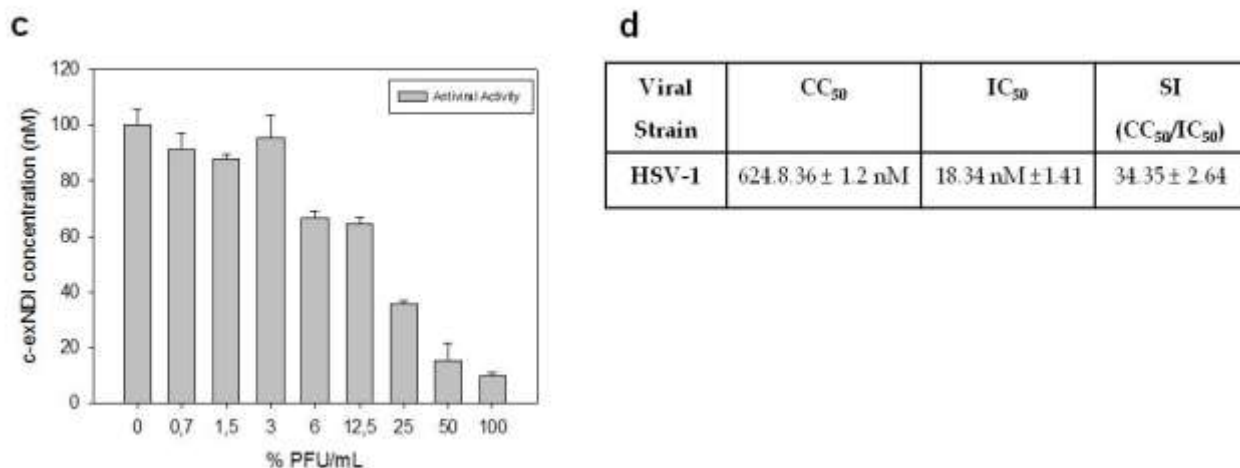 c
120
100
80
60
40
20
0
c-exNDI concentration (nM)
Antiviral Activity
0 0,7 1,5 3 6 12,5 25 50 100
% PFU/mL
d
Viral Strain CC50 IC50 SI (CC50/IC50)
HSV-1 624.8.36 ± 1.2 nM 18.34 nM ±1.41 34.35 ± 2.64